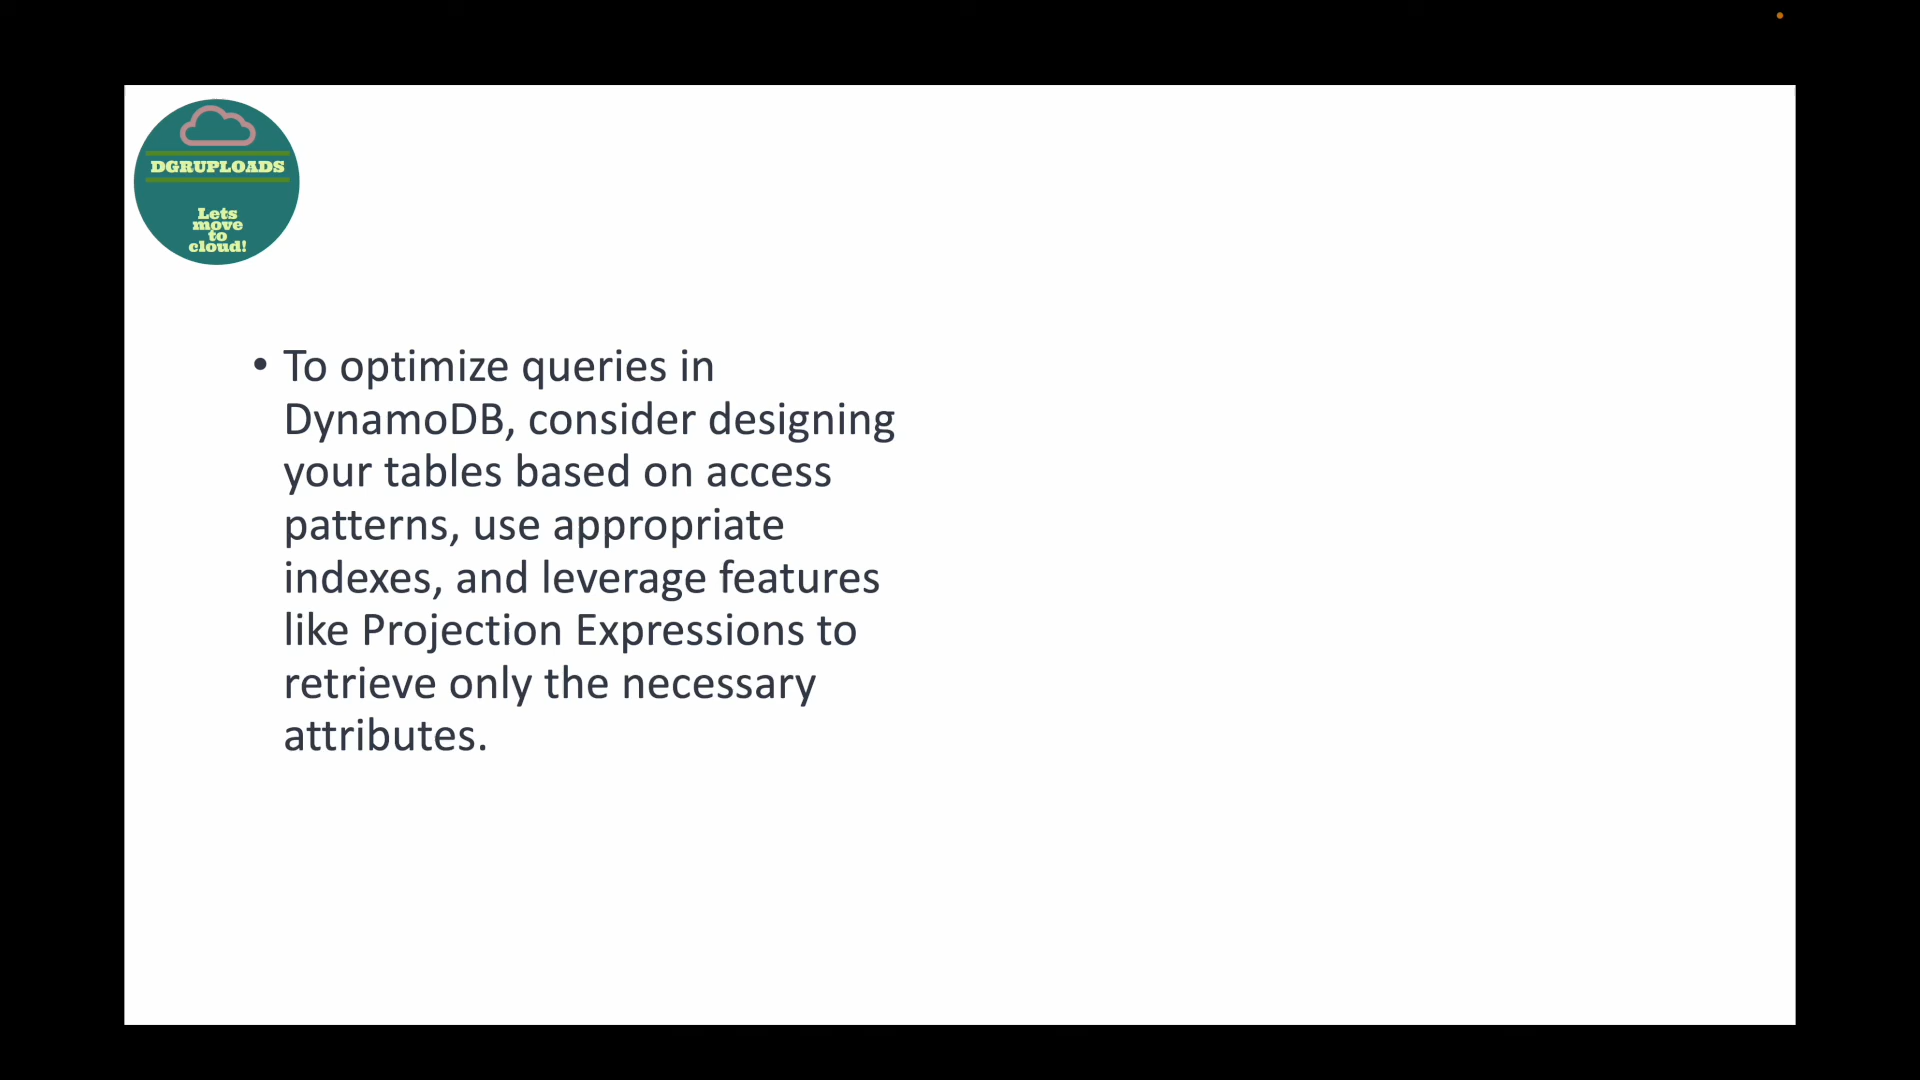 DGRUPLOADS
Lets
move
to
cloud!
• To optimize queries in
DynamoDB, consider designing
your tables based on access
patterns, use appropriate
indexes, and leverage features
like Projection Expressions to
retrieve only the necessary
attributes.